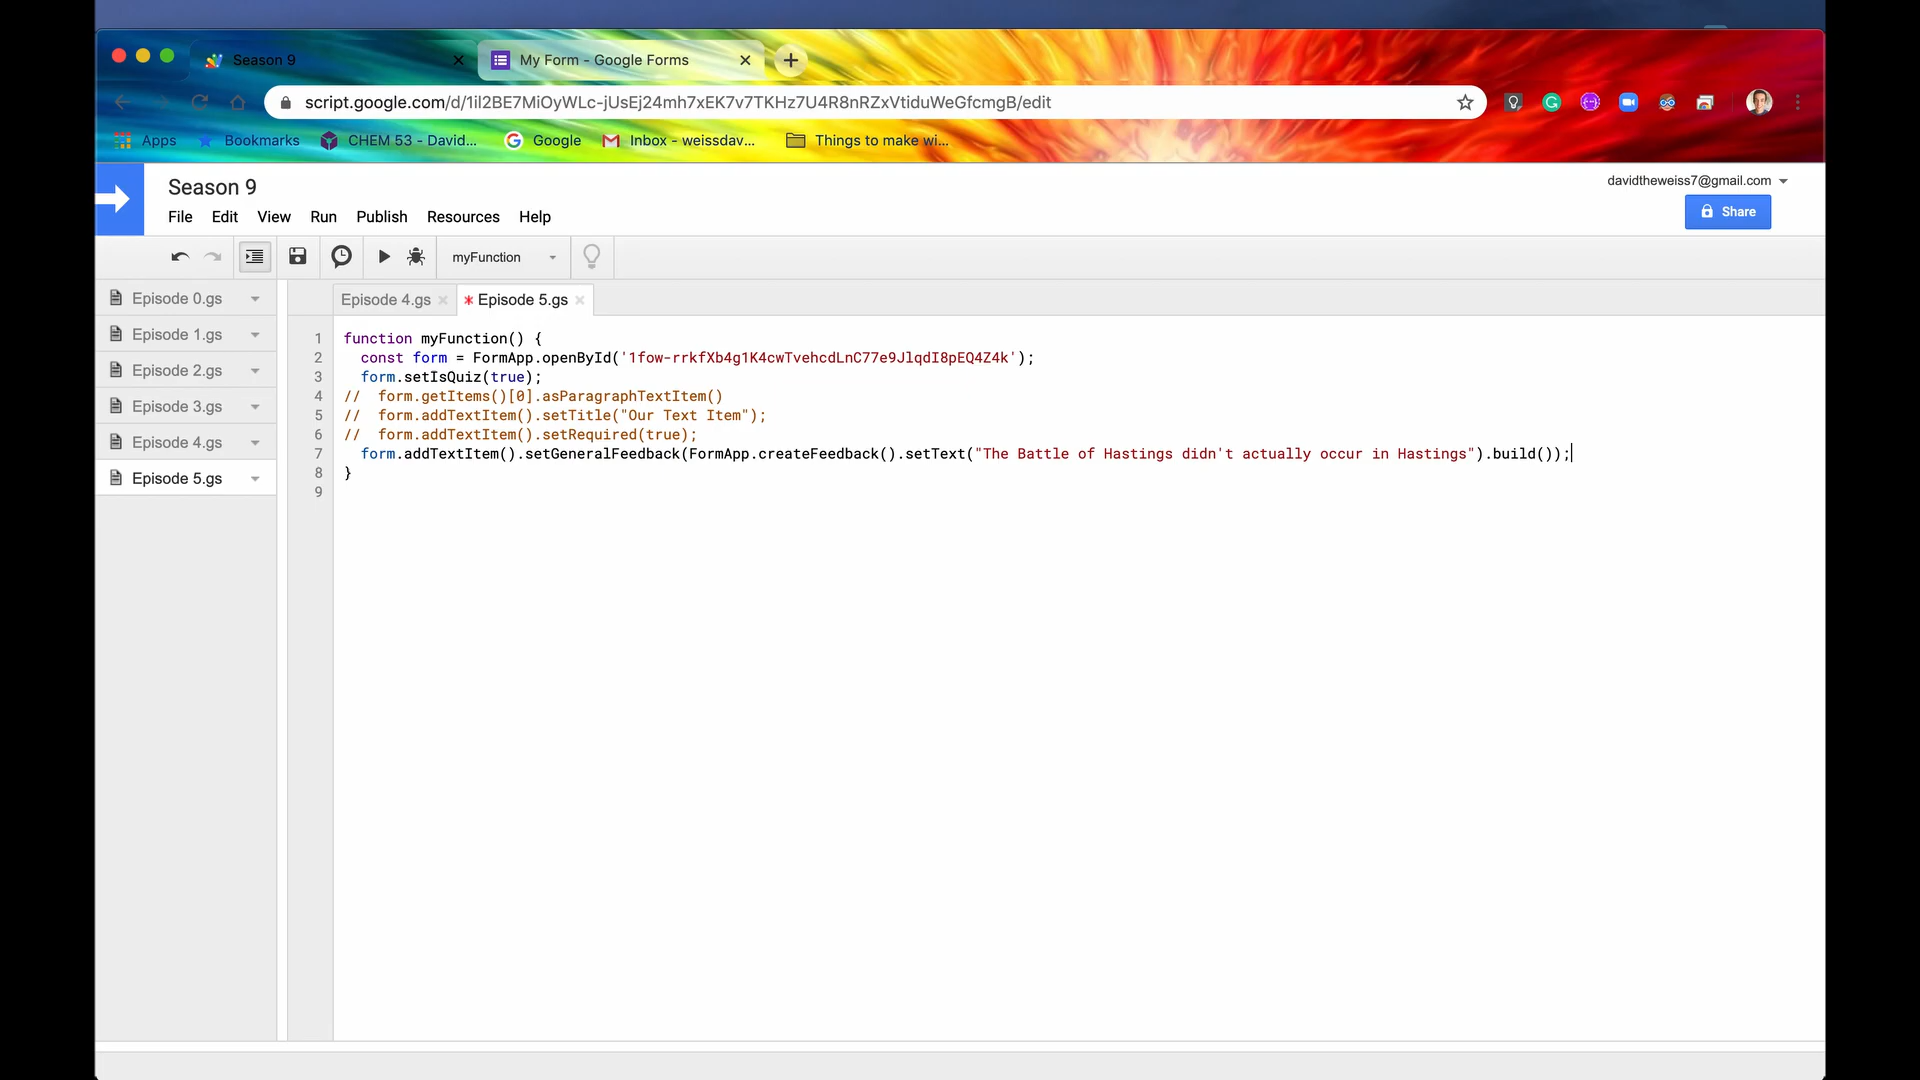 Season 9
My Form - Google Forms
script.google.com/d/1il2BE7MiOyWLc-jUsEj24mh7xEK7v7TKHz7U4R8nRZxVtiduWeGfcmgB/edit
Apps
Bookmarks
CHEM 53 - David...
Google
Inbox - weissdav...
Things to make wi...
Season 9
davidtheweiss7@gmail.com
File Edit View Run Publish Resources Help
Share
myFunction
Episode 0.gs
Episode 1.gs
Episode 2.gs
Episode 3.gs
Episode 4.gs
Episode 5.gs
Episode 4.gs
* Episode 5.gs
1 function myFunction() {
2 const form = FormApp.openById('1fow-rrkfXb4g1K4cwTvehcdLnC77e9JlqdI8pEQ4Z4k');
3 form.setIsQuiz(true);
4 // form.getItems()[0].asParagraphTextItem()
5 // form.addTextItem().setTitle("Our Text Item");
6 // form.addTextItem().setRequired(true);
7 form.addTextItem().setGeneralFeedback(FormApp.createFeedback().setText("The Battle of Hastings didn't actually occur in Hastings").build());
8 }
9